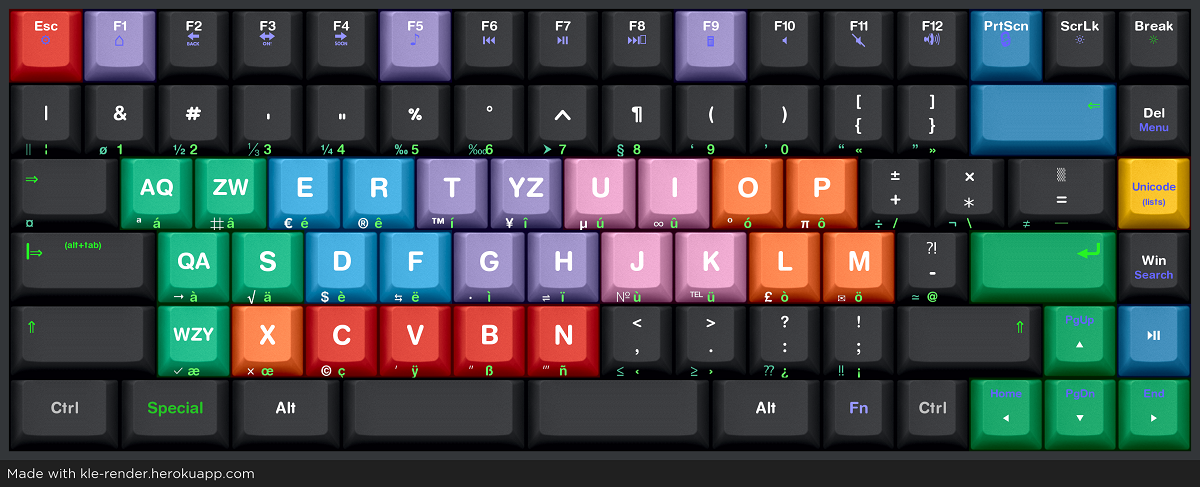 Esc F1 F2 F3 F4 F5 F6 F7 F8 F9 F10 F11 F12 PrtScn ScrLk Break
BACK ON! SOON
| & # ' " % ° ^ ¶ ( ) [ ] Del
{ } Menu
‖ ¦ ø 1 ½ 2 ⅓ 3 ¼ 4 ‰ 5 ‱ 6 ➤ 7 § 8 ‘ 9 ’ 0 “ « ” » ⇐
⇒ AQ ZW E R T YZ U I O P ± × ▒ Unicode
+ * = (lists)
¤ ª á ⌗ â € é ® ê ™ í ¥ î µ ú ∞ û º ó π ô ÷ / ¬ \ ≠ —
|⇒ (alt+tab) QA S D F G H J K L M ?! Win
- Search
→ à √ ä $ è ⇆ ë · ì ⇌ ï № ù ℡ ü £ ò ✉ ö ≈ @
⇑ WZY X C V B N < > ? ! ⇑ PgUp
, . : ; ▲
✓ æ × œ © ç ′ ÿ ″ ß ‴ ñ ≤ ‹ ≥ › ⁇ ¿ ‼ ¡
Ctrl Special Alt Alt Fn Ctrl Home PgDn End
◂ ▾ ▸
Made with kle-render.herokuapp.com